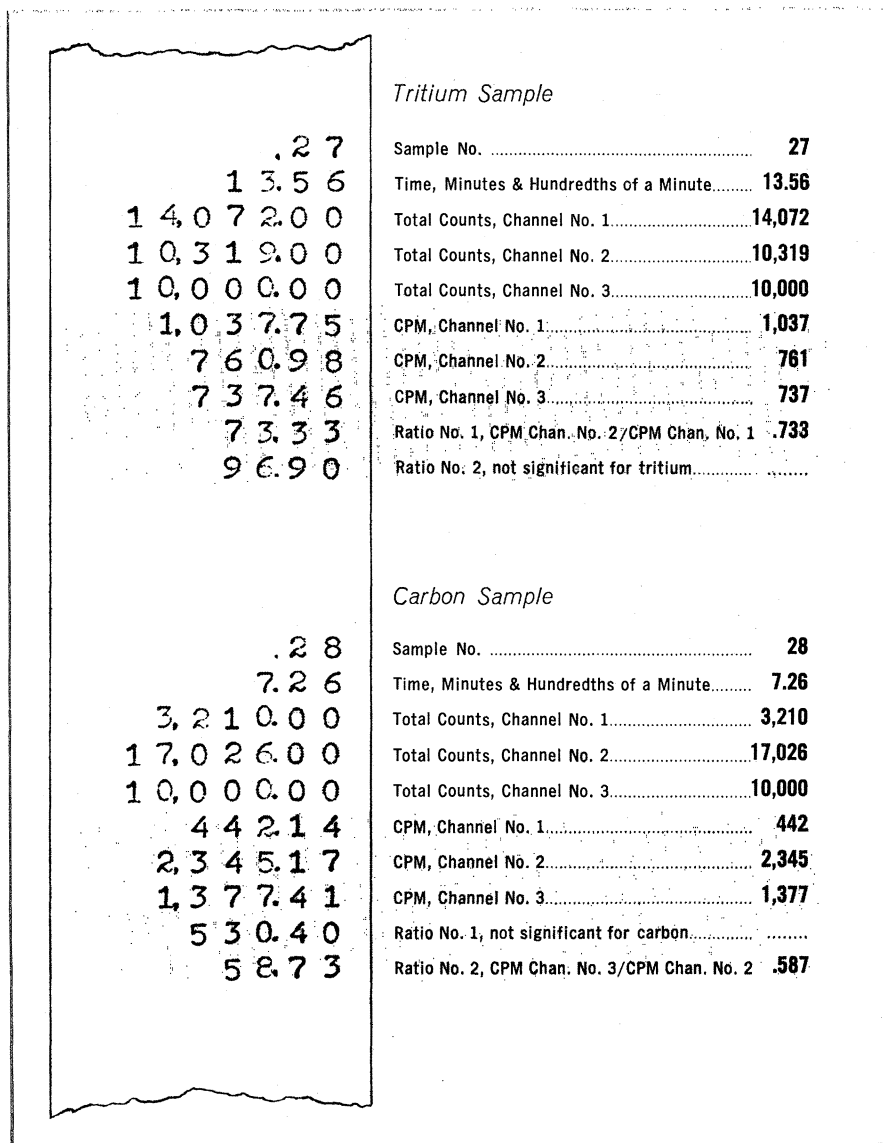 Tritium Sample
.27 Sample No. ........ 27
13.56 Time, Minutes & Hundredths of a Minute........ 13.56
14,072.00 Total Counts, Channel No. 1........14,072
10,319.00 Total Counts, Channel No. 2........10,319
10,000.00 Total Counts, Channel No. 3........10,000
1,037.75 CPM, Channel No. 1........ 1,037
760.98 CPM, Channel No. 2........ 761
737.46 CPM, Channel No. 3........ 737
73.33 Ratio No. 1, CPM Chan. No. 2/CPM Chan. No. 1 .733
96.90 Ratio No. 2, not significant for tritium........ ........
Carbon Sample
.28 Sample No. ........ 28
7.26 Time, Minutes & Hundredths of a Minute........ 7.26
3,210.00 Total Counts, Channel No. 1........ 3,210
17,026.00 Total Counts, Channel No. 2........17,026
10,000.00 Total Counts, Channel No. 3........10,000
442.14 CPM, Channel No. 1........ 442
2,345.17 CPM, Channel No. 2........ 2,345
1,377.41 CPM, Channel No. 3........ 1,377
530.40 Ratio No. 1, not significant for carbon........ ........
58.73 Ratio No. 2, CPM Chan. No. 3/CPM Chan. No. 2 .587